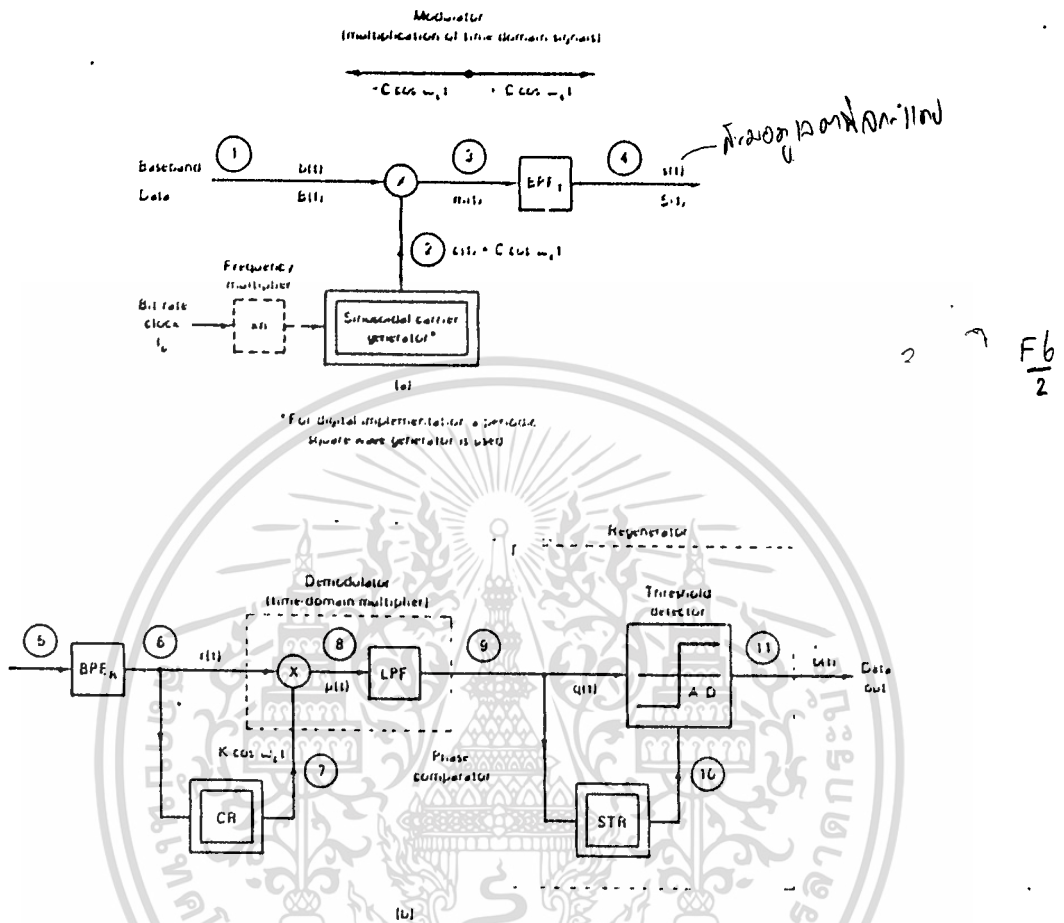 Modulator
(multiplication of time domain signals)
-C cos ω_c t + C cos ω_c t
1 3 4
Baseband b(t) s(t)
Data B(f) m(t) BPF_T S(f)
2 c(t) = C cos ω_c t
Frequency
multiplier
Bit rate
clock
f_b
xn
Sinusoidal carrier
generator*
(a)
Fb
2
*For digital implementation a periodic
square wave generator is used
Regenerator
Demodulator
(time-domain multiplier)
Threshold
detector
5 6 8 9 11
BPF_R r(t) X p(t) LPF q(t) A D Data
out
K cos ω_c t 7
Phase
comparator
10
CR
STR
(b)